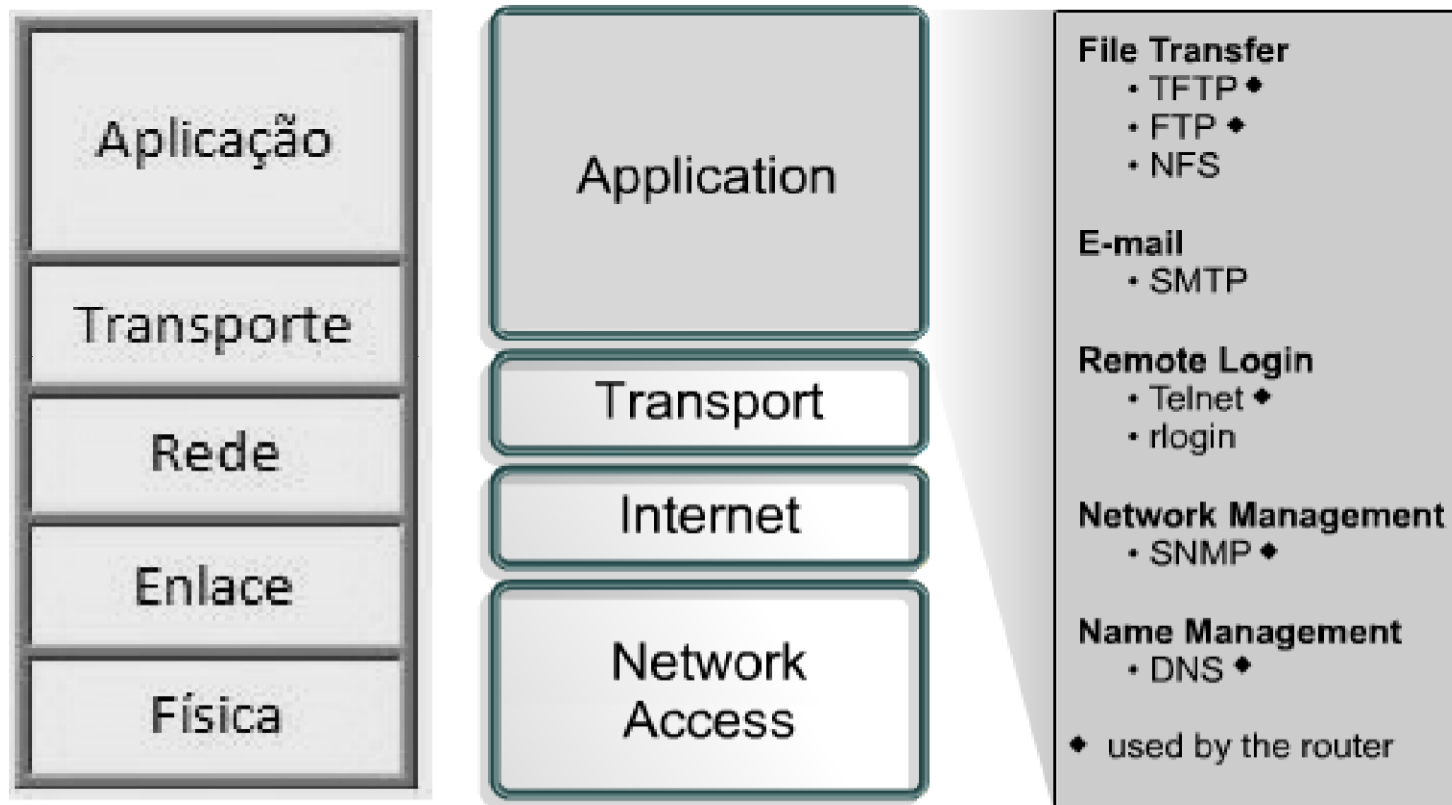 Aplicação
Transporte
Rede
Enlace
Física
Application
Transport
Internet
Network
Access
File Transfer
• TFTP ◆
• FTP ◆
• NFS
E-mail
• SMTP
Remote Login
• Telnet ◆
• rlogin
Network Management
• SNMP ◆
Name Management
• DNS ◆
◆ used by the router